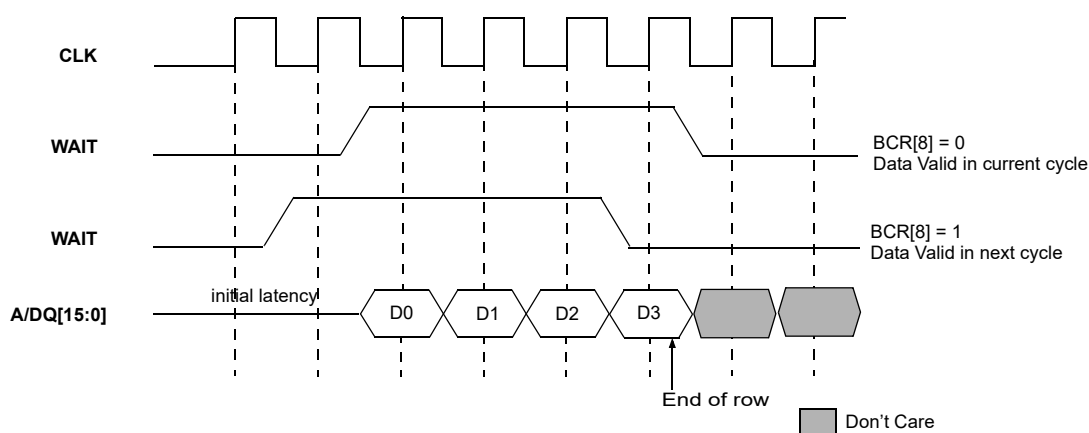 CLK
WAIT
BCR[8] = 0
Data Valid in current cycle
WAIT
BCR[8] = 1
Data Valid in next cycle
initial latency
A/DQ[15:0]
D0
D1
D2
D3
End of row
Don't Care